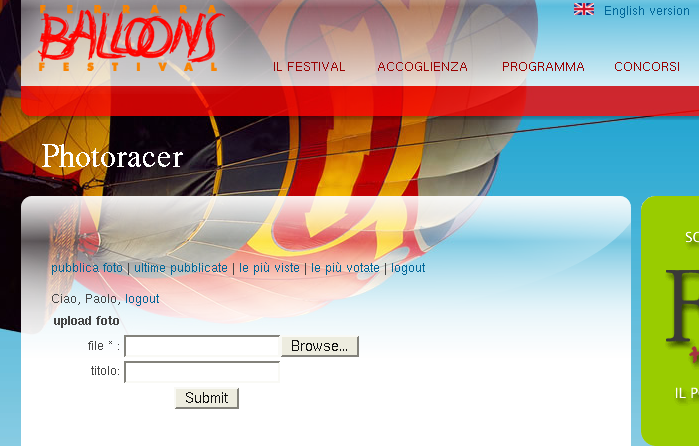 FERRARA
BALLOONS
FESTIVAL
English version
IL FESTIVAL ACCOGLIENZA PROGRAMMA CONCORSI
Photoracer
pubblica foto | ultime pubblicate | le più viste | le più votate | logout
Ciao, Paolo, logout
upload foto
file * : Browse...
titolo:
Submit
IL